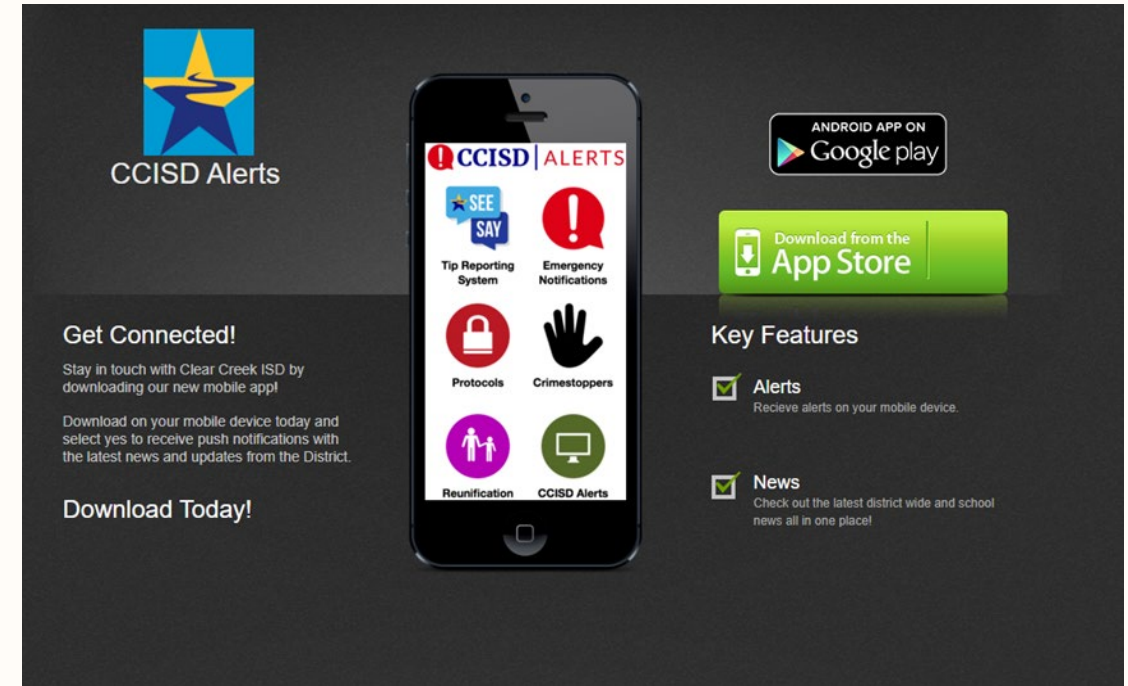 CCISD Alerts
Get Connected!
Stay in touch with Clear Creek ISD by
downloading our new mobile app!
Download on your mobile device today and
select yes to receive push notifications with
the latest news and updates from the District.
Download Today!
! CCISD | ALERTS
SEE
SAY
!
Tip Reporting
System
Emergency
Notifications
Protocols
Crimestoppers
Reunification
CCISD Alerts
ANDROID APP ON
Google play
Download from the
App Store
Key Features
Alerts
Recieve alerts on your mobile device.
News
Check out the latest district wide and school
news all in one place!